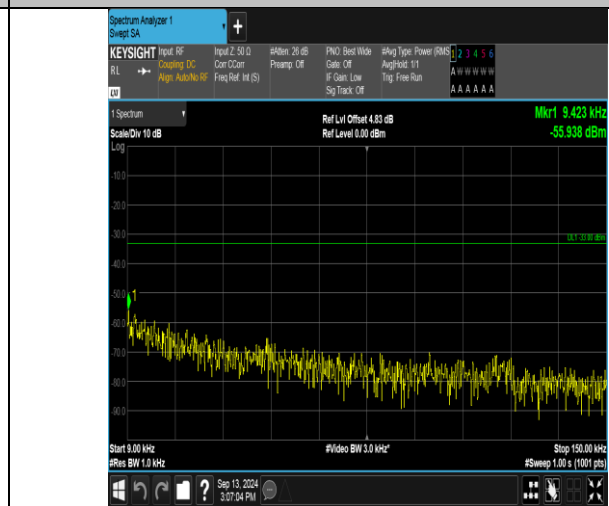 Spectrum Analyzer 1
Swept SA
+
KEYSIGHT Input: RF Input Z: 50 Ω #Atten: 26 dB PNO: Best Wide #Avg Type: Power (RMS 1 2 3 4 5 6
RL Coupling: DC Corr CCorr Preamp: Off Gate: Off Avg|Hold: 1/1 A W W W W W
Align: Auto/No RF Freq Ref: Int (S) IF Gain: Low Trig: Free Run
LXI Sig Track: Off A A A A A A
1 Spectrum Ref Lvl Offset 4.83 dB Mkr1 9.423 kHz
Scale/Div 10 dB Ref Level 0.00 dBm -55.938 dBm
Log
-10.0
-20.0
-30.0
DL1 -33.00 dBm
-40.0
-50.0
1
-60.0
-70.0
-80.0
-90.0
Start 9.00 kHz #Video BW 3.0 kHz* Stop 150.00 kHz
#Res BW 1.0 kHz #Sweep 1.00 s (1001 pts)
? Sep 13, 2024
3:07:04 PM